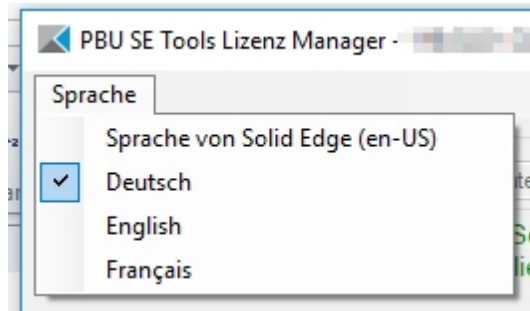 PBU SE Tools Lizenz Manager -
Sprache
Sprache von Solid Edge (en-US)
Deutsch
English
Français